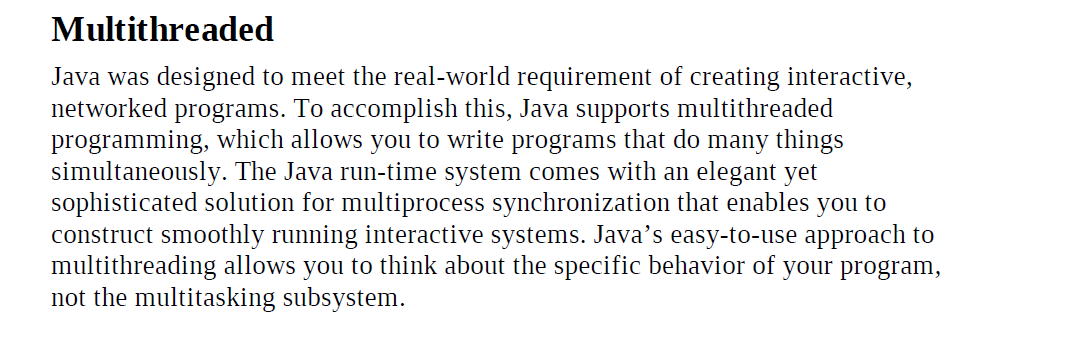 Multithreaded
Java was designed to meet the real-world requirement of creating interactive,
networked programs. To accomplish this, Java supports multithreaded
programming, which allows you to write programs that do many things
simultaneously. The Java run-time system comes with an elegant yet
sophisticated solution for multiprocess synchronization that enables you to
construct smoothly running interactive systems. Java’s easy-to-use approach to
multithreading allows you to think about the specific behavior of your program,
not the multitasking subsystem.